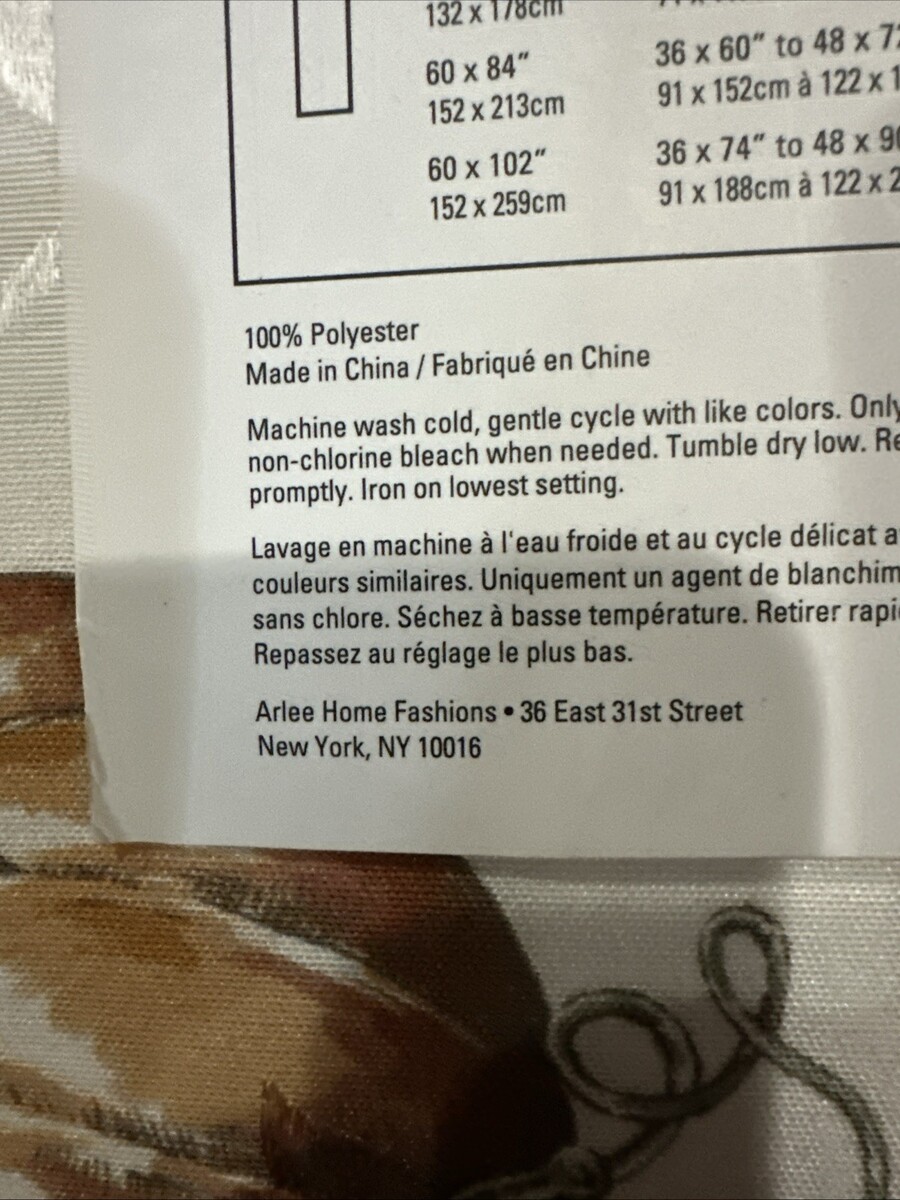 132 x 178cm
60 x 84”
152 x 213cm
36 x 60” to 48 x
91 x 152cm à 122 x
60 x 102”
152 x 259cm
36 x 74” to 48 x
91 x 188cm à 122 x
100% Polyester
Made in China / Fabriqué en Chine
Machine wash cold, gentle cycle with like colors. Only
non-chlorine bleach when needed. Tumble dry low.
promptly. Iron on lowest setting.
Lavage en machine à l'eau froide et au cycle délicat
couleurs similaires. Uniquement un agent de
sans chlore. Séchez à basse température. Retirer
Repassez au réglage le plus bas.
Arlee Home Fashions • 36 East 31st Street
New York, NY 10016